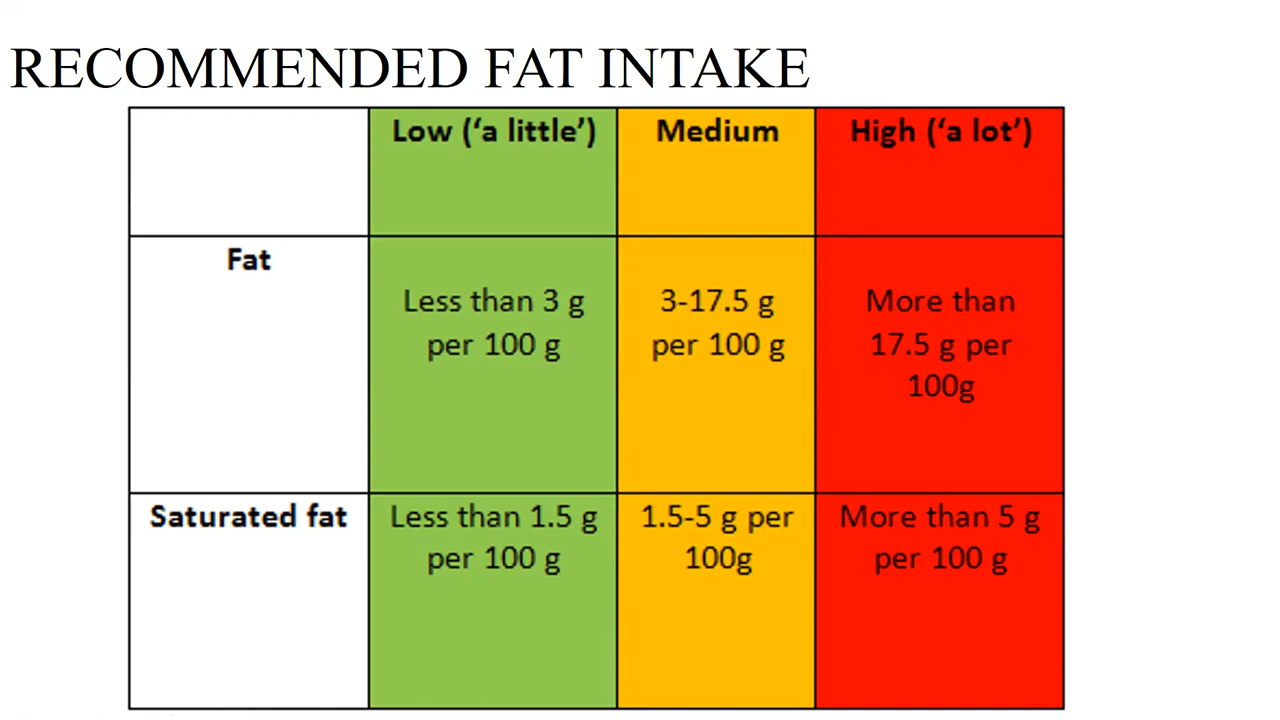 RECOMMENDED FAT INTAKE
Low (‘a little’) Medium High (‘a lot’)
Fat
Less than 3 g 3-17.5 g More than
per 100 g per 100 g 17.5 g per
100g
Saturated fat Less than 1.5 g 1.5-5 g per More than 5 g
per 100 g 100g per 100 g